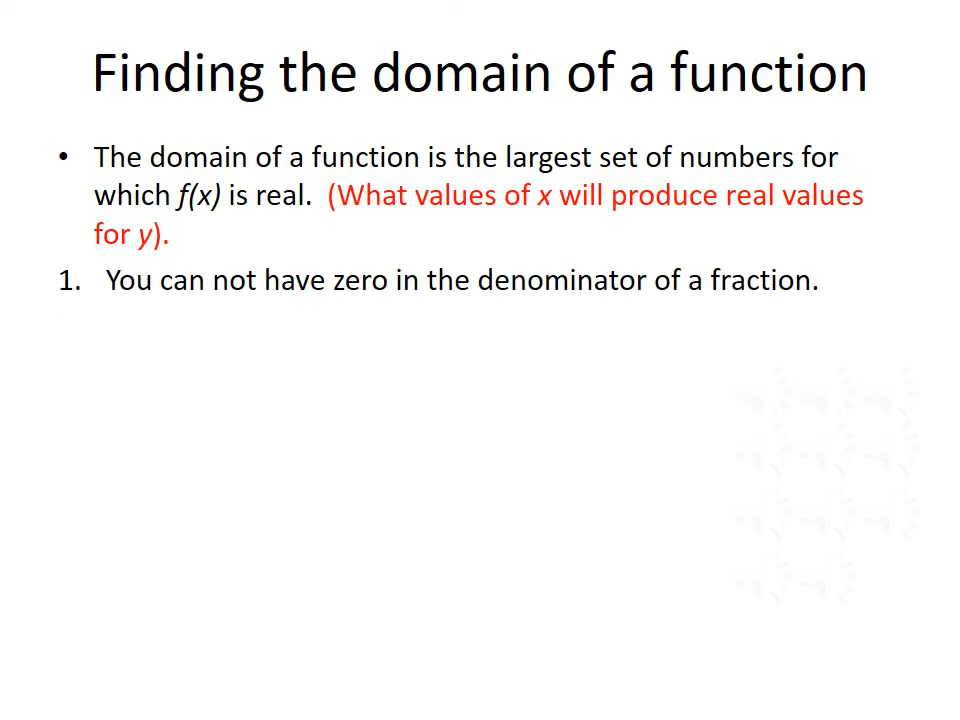 Finding the domain of a function
• The domain of a function is the largest set of numbers for
which f(x) is real. (What values of x will produce real values
for y).
1. You can not have zero in the denominator of a fraction.